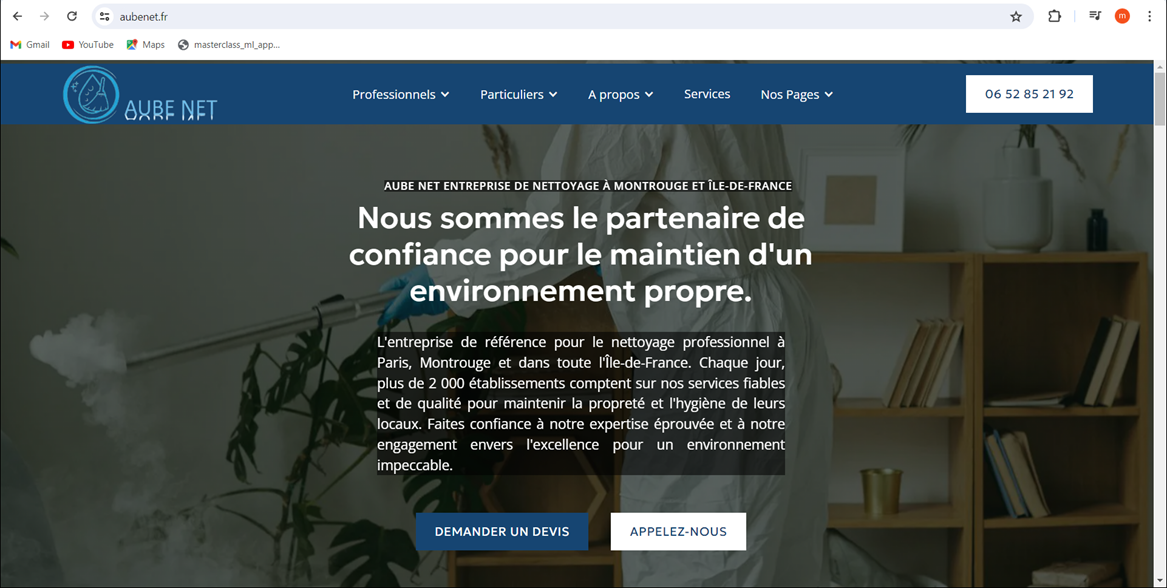 aubenet.fr
m
Gmail
YouTube
Maps
masterclass_ml_app...
AUBE NET
Professionnels
Particuliers
A propos
Services
Nos Pages
06 52 85 21 92
AUBE NET ENTREPRISE DE NETTOYAGE À MONTROUGE ET ÎLE-DE-FRANCE
Nous sommes le partenaire de
confiance pour le maintien d'un
environnement propre.
L'entreprise de référence pour le nettoyage professionnel à
Paris, Montrouge et dans toute l'Île-de-France. Chaque jour,
plus de 2 000 établissements comptent sur nos services fiables
et de qualité pour maintenir la propreté et l'hygiène de leurs
locaux. Faites confiance à notre expertise éprouvée et à notre
engagement envers l'excellence pour un environnement
impeccable.
DEMANDER UN DEVIS
APPELEZ-NOUS